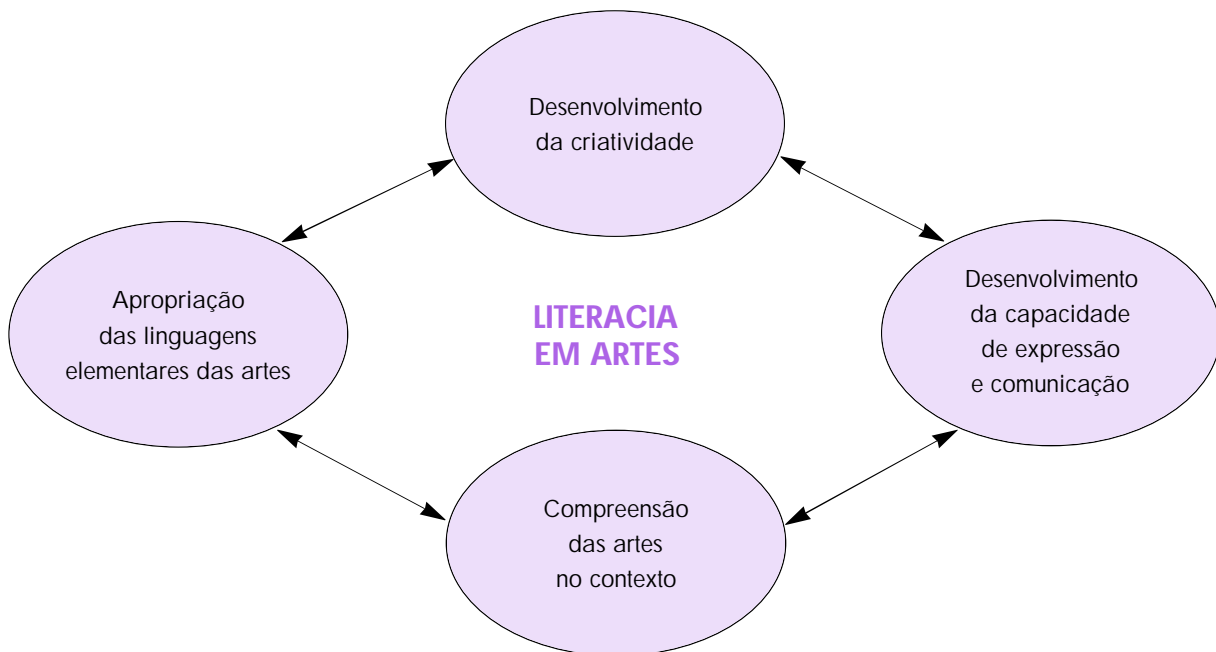 Desenvolvimento
da criatividade
Apropriação
das linguagens
elementares das artes
LITERACIA
EM ARTES
Desenvolvimento
da capacidade
de expressão
e comunicação
Compreensão
das artes
no contexto